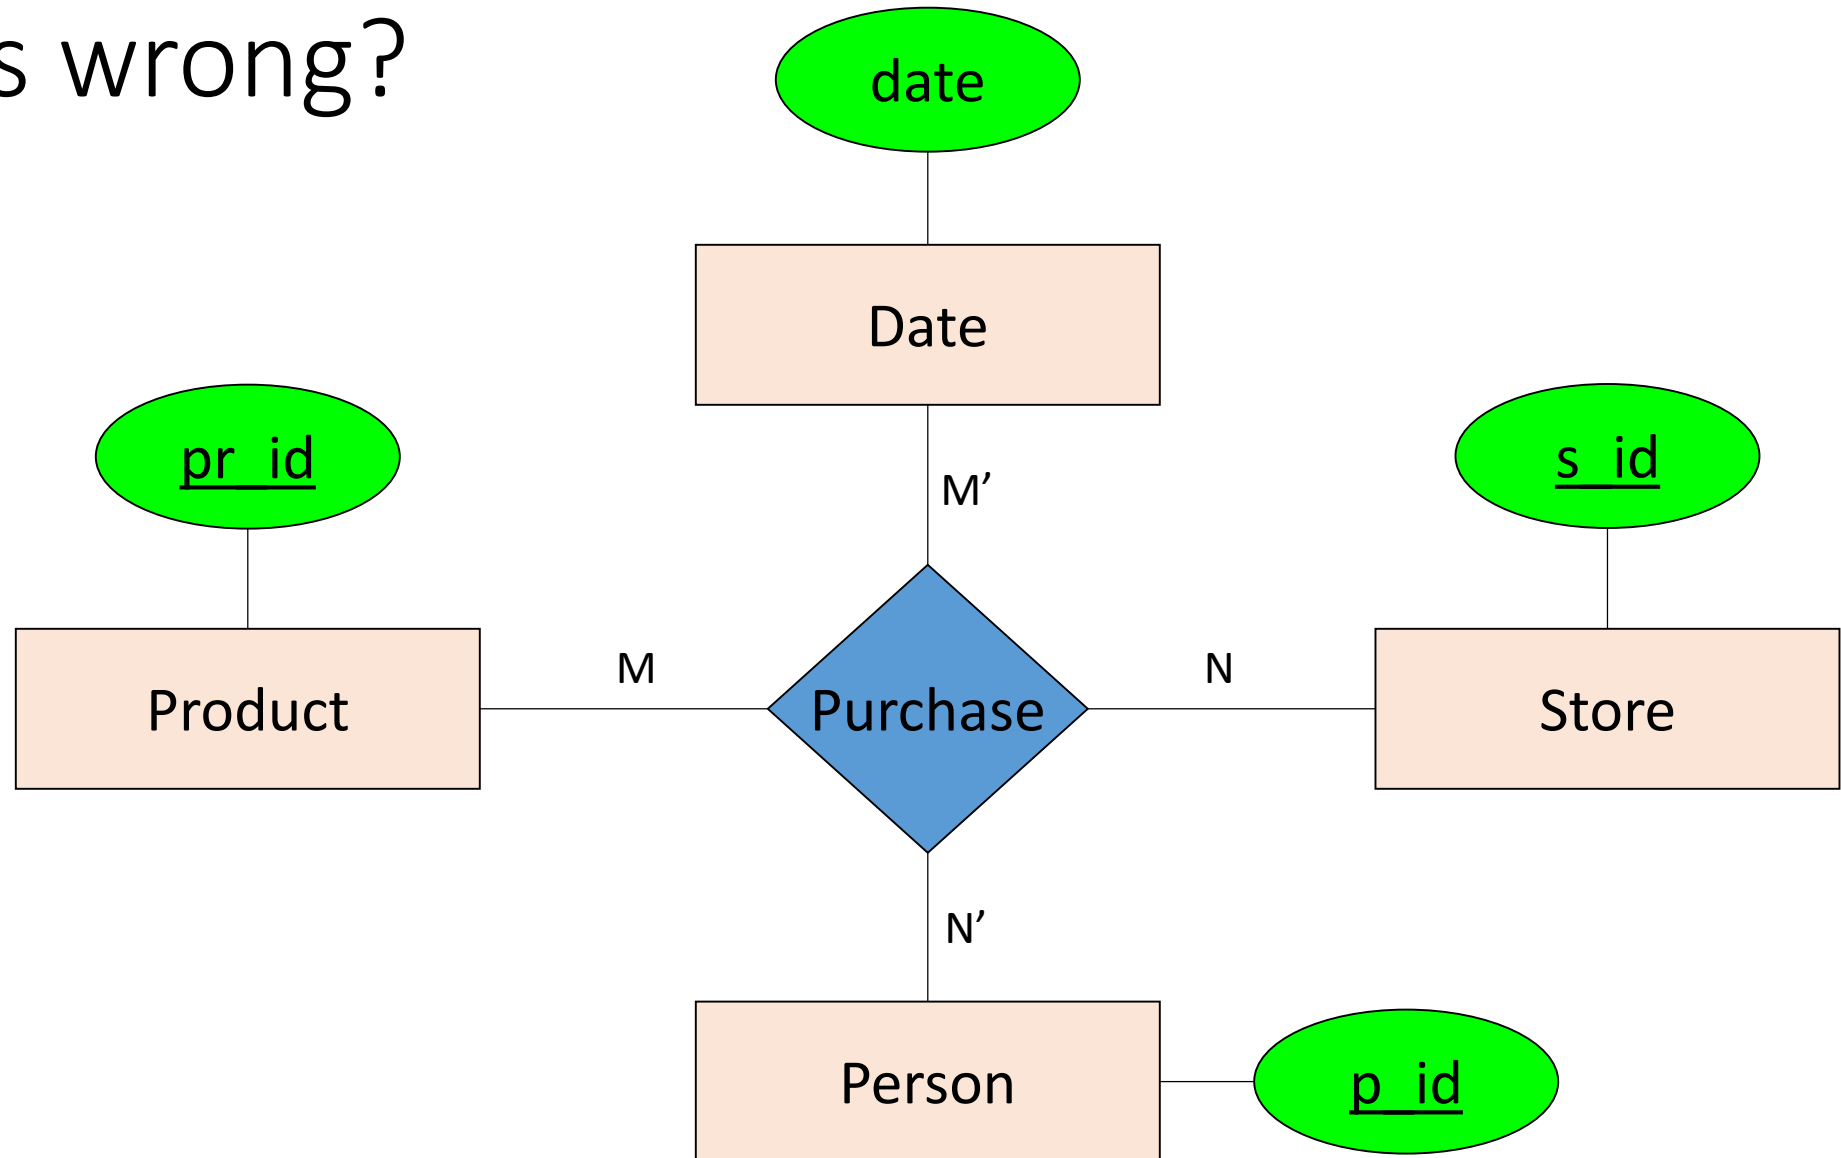 s wrong?
date
Date
pr_id
s_id
M’
M
N
Product
Purchase
Store
N’
Person
p_id